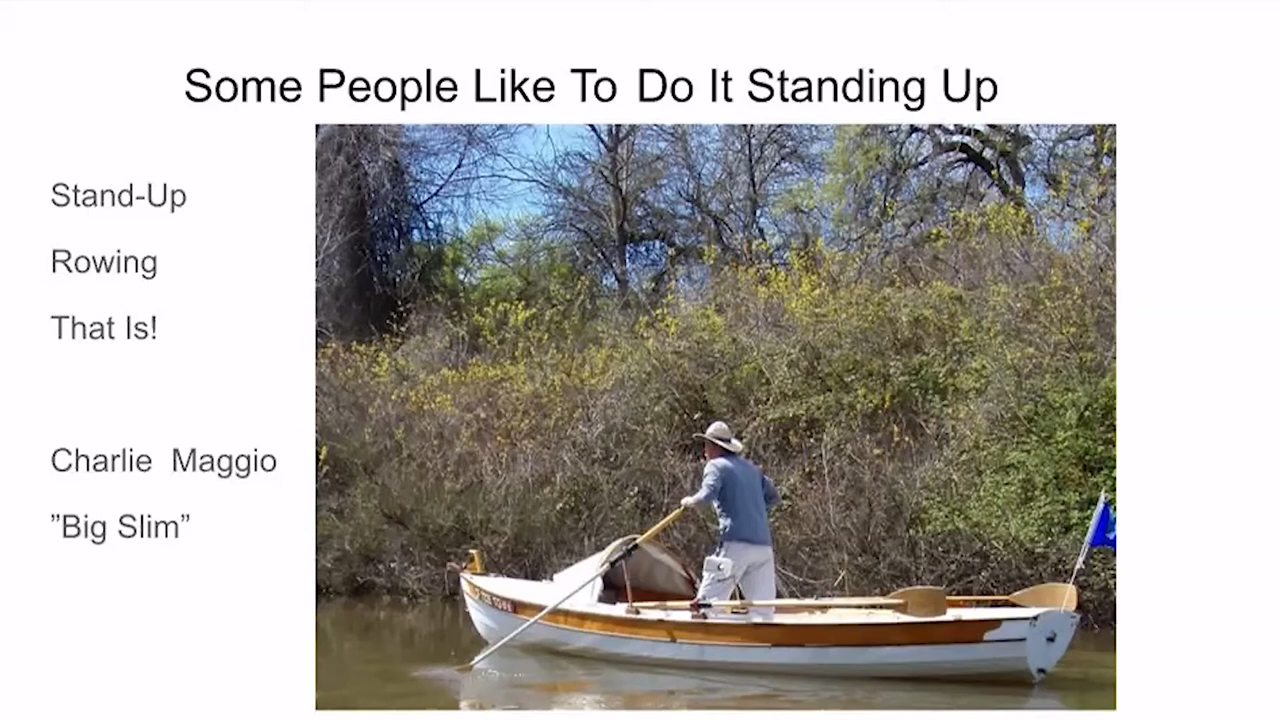 Some People Like To Do It Standing Up
Stand-Up
Rowing
That Is!
Charlie Maggio
”Big Slim”